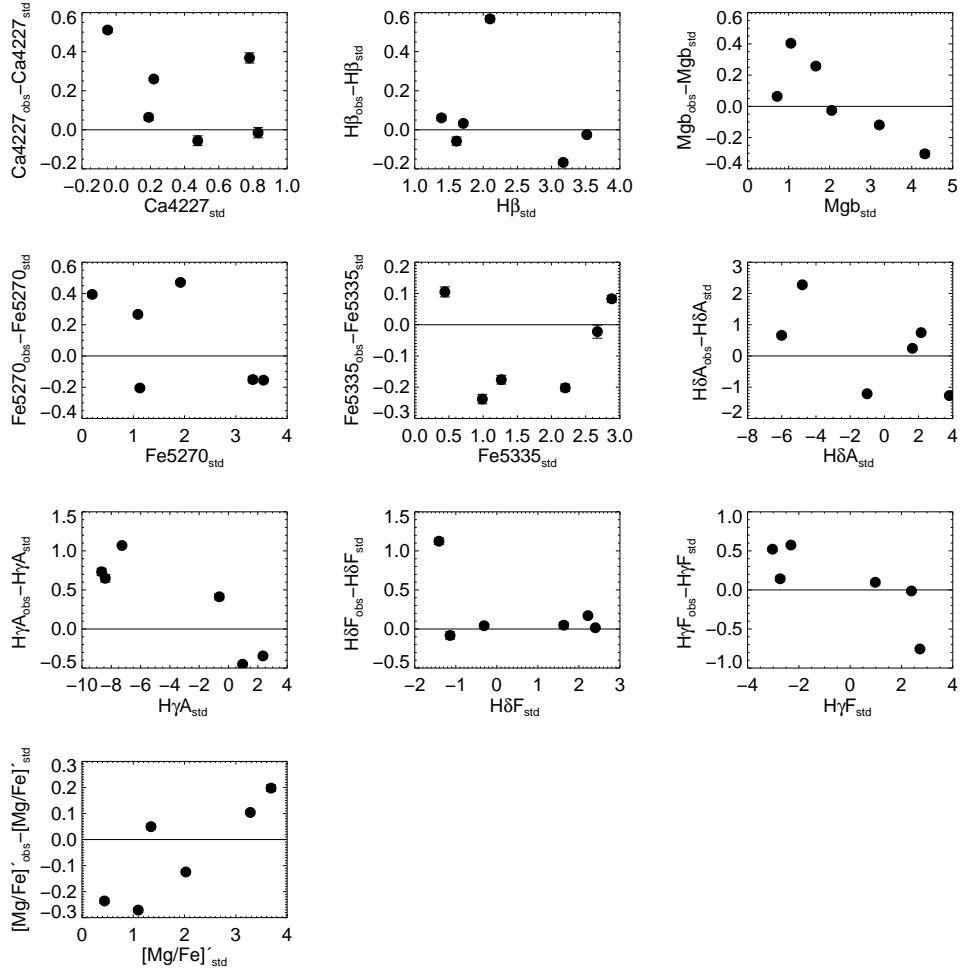 Ca4227obs−Ca4227std
0.6
0.4
0.2
0.0
−0.2
−0.2 0.0 0.2 0.4 0.6 0.8 1.0
Ca4227std
Hβobs−Hβstd
0.6
0.4
0.2
0.0
−0.2
1.0 1.5 2.0 2.5 3.0 3.5 4.0
Hβstd
Mgbobs−Mgbstd
0.6
0.4
0.2
0.0
−0.2
−0.4
0 1 2 3 4 5
Mgbstd
Fe5270obs−Fe5270std
0.6
0.4
0.2
0.0
−0.2
−0.4
0 1 2 3 4
Fe5270std
Fe5335obs−Fe5335std
0.2
0.1
0.0
−0.1
−0.2
−0.3
0.0 0.5 1.0 1.5 2.0 2.5 3.0
Fe5335std
HδAobs−HδAstd
3
2
1
0
−1
−2
−8 −6 −4 −2 0 2 4
HδAstd
HγAobs−HγAstd
1.5
1.0
0.5
0.0
−0.5
−10 −8 −6 −4 −2 0 2 4
HγAstd
HδFobs−HδFstd
1.5
1.0
0.5
0.0
−0.5
−2 −1 0 1 2 3
HδFstd
HγFobs−HγFstd
1.0
0.5
0.0
−0.5
−1.0
−4 −2 0 2 4
HγFstd
[Mg/Fe]´obs−[Mg/Fe]´std
0.3
0.2
0.1
0.0
−0.1
−0.2
−0.3
0 1 2 3 4
[Mg/Fe]´std